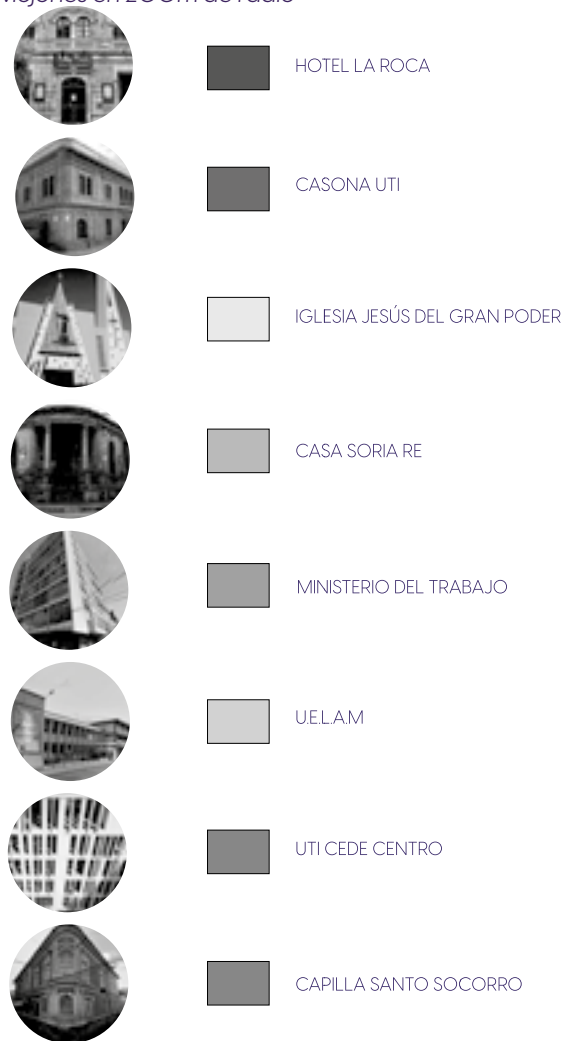 Mojones en 200m de radio
HOTEL LA ROCA
CASONA UTI
IGLESIA JESÚS DEL GRAN PODER
CASA SORIA RE
MINISTERIO DEL TRABAJO
U.E.L.A.M
UTI CEDE CENTRO
CAPILLA SANTO SOCORRO